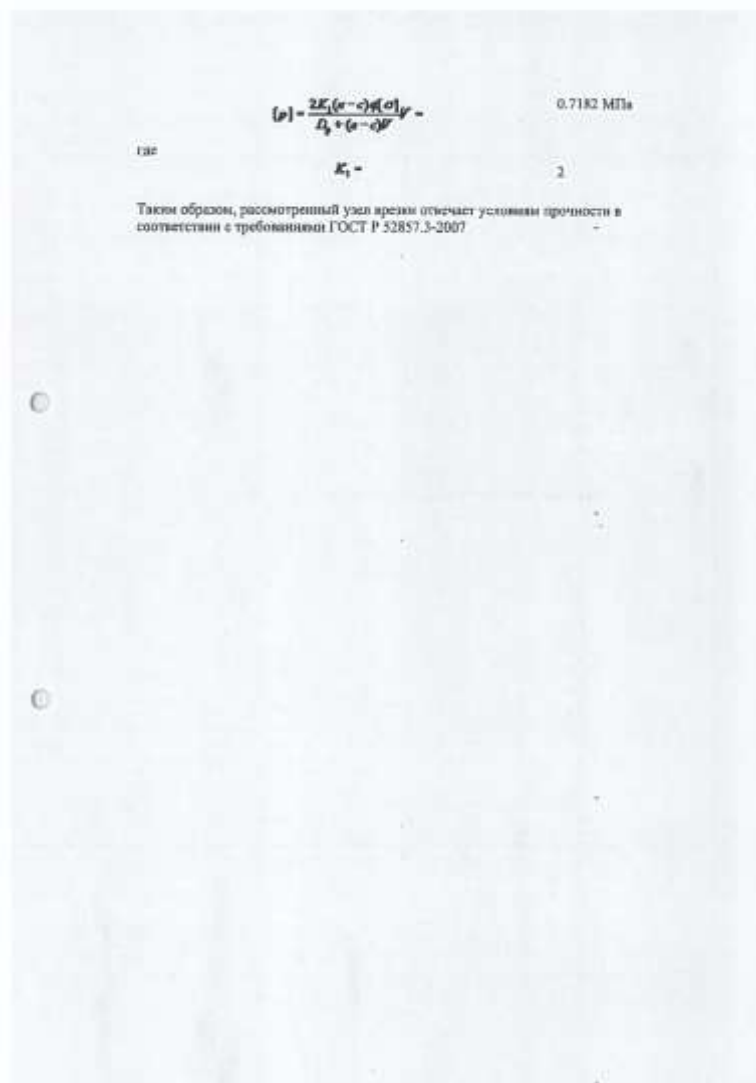 [p] = 2K₁(s−c)φ[σ] / (Dₚ + (s−c)V) V = 0.7182 МПа
где
K₁ = 2
Таким образом, рассмотренный узел врезки отвечает условиям прочности в
соответствии с требованиями ГОСТ Р 52857.3-2007